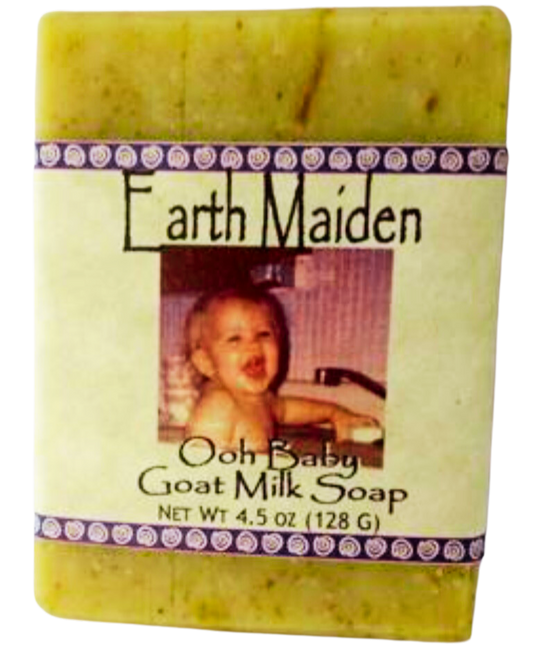 Earth Maiden
Ooh Baby
Goat Milk Soap
Net Wt 4.5 oz (128 G)